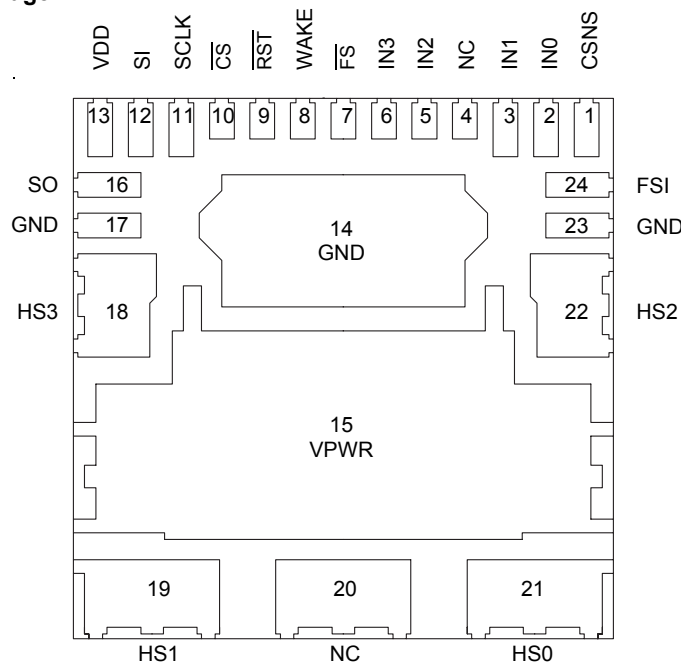 VDD SI SCLK CS RST WAKE FS IN3 IN2 NC IN1 IN0 CSNS
13 12 11 10 9 8 7 6 5 4 3 2 1
SO 16 24 FSI
GND 17 23 GND
14
GND
HS3 18 22 HS2
15
VPWR
19 20 21
HS1 NC HS0